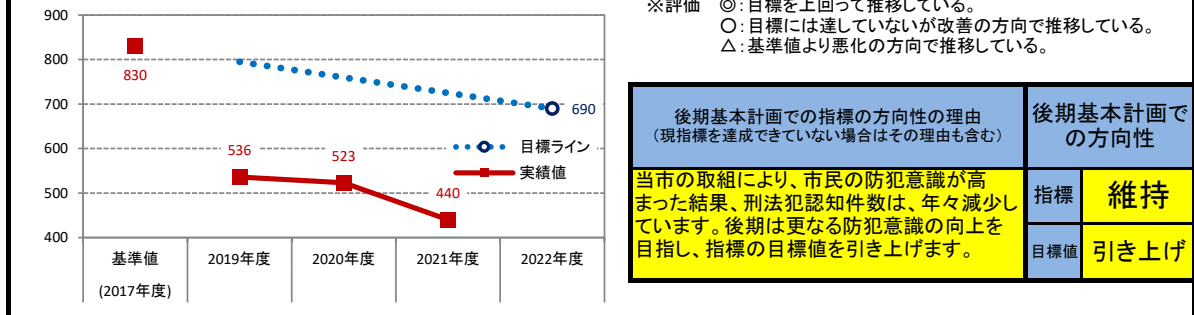 900
800
700
600
500
400
830
536
523
440
690
目標ライン
実績値
基準値
(2017年度)
2019年度
2020年度
2021年度
2022年度
※評価 ◎:目標を上回って推移している。
○:目標には達していないが改善の方向で推移している。
△:基準値より悪化の方向で推移している。
後期基本計画での指標の方向性の理由
(現指標を達成できていない場合はその理由も含む)
後期基本計画で
の方向性
当市の取組により、市民の防犯意識が高
まった結果、刑法犯認知件数は、年々減少し
ています。後期は更なる防犯意識の向上を
目指し、指標の目標値を引き上げます。
指標
維持
目標値
引き上げ